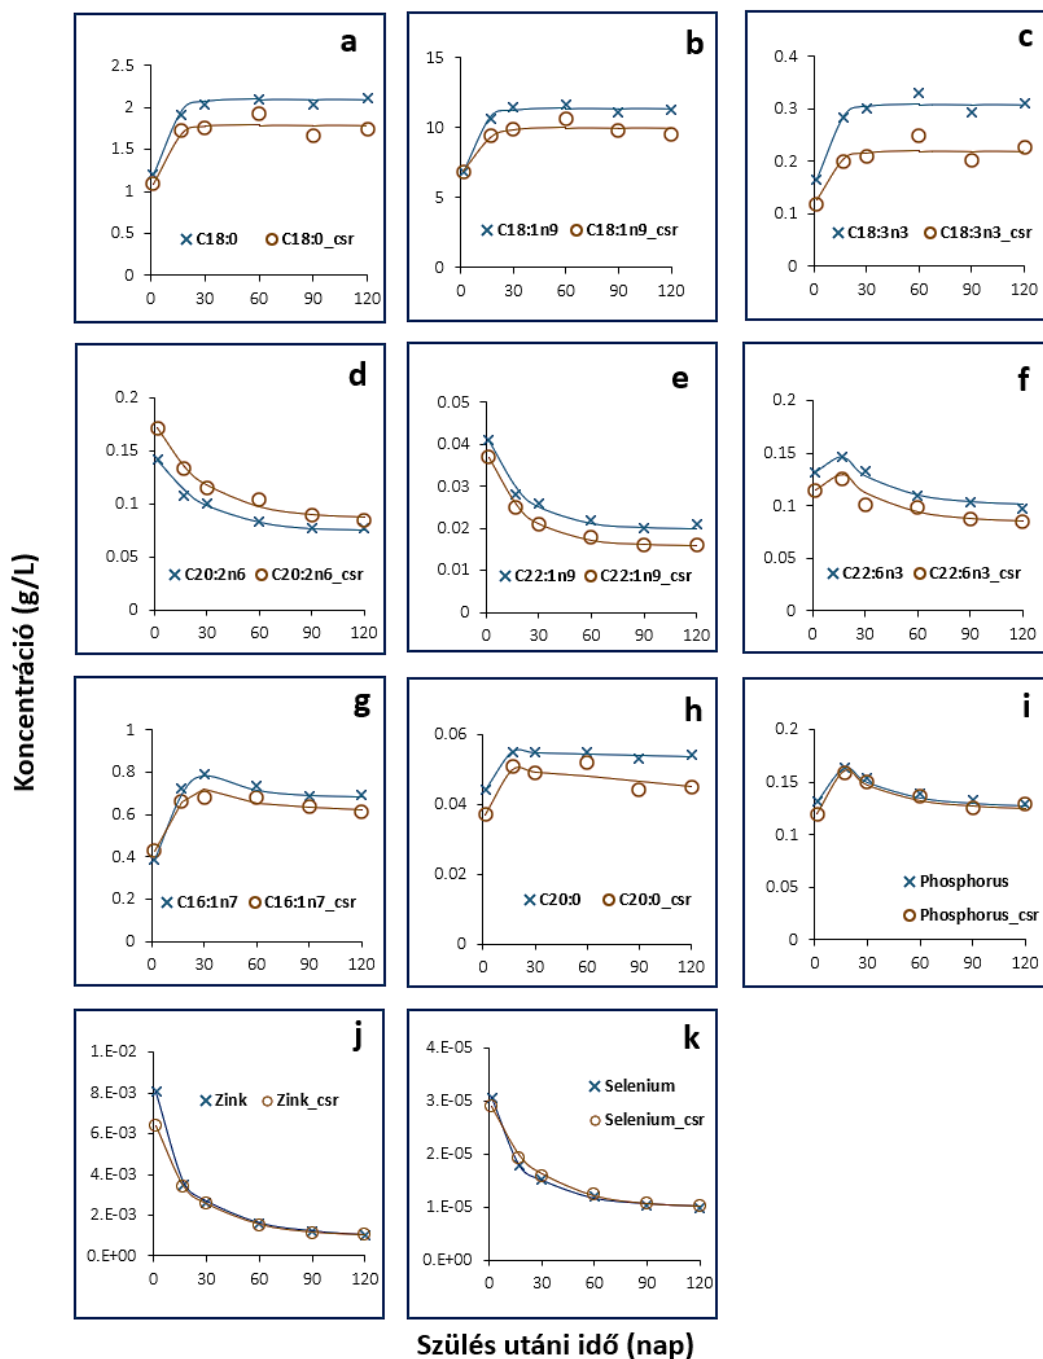 a
2.5
2
1.5
1
0.5
0
C18:0 C18:0_csr
0 30 60 90 120
b
15
10
5
0
C18:1n9 C18:1n9_csr
0 30 60 90 120
c
0.4
0.3
0.2
0.1
0
C18:3n3 C18:3n3_csr
0 30 60 90 120
d
0.2
0.15
0.1
0.05
0
C20:2n6 C20:2n6_csr
0 30 60 90 120
e
0.05
0.04
0.03
0.02
0.01
0
C22:1n9 C22:1n9_csr
0 30 60 90 120
f
0.2
0.15
0.1
0.05
0
C22:6n3 C22:6n3_csr
0 30 60 90 120
Koncentráció (g/L)
g
1
0.8
0.6
0.4
0.2
0
C16:1n7 C16:1n7_csr
0 30 60 90 120
h
0.06
0.04
0.02
0
C20:0 C20:0_csr
0 30 60 90 120
i
0.2
0.15
0.1
0.05
0
Phosphorus
Phosphorus_csr
0 30 60 90 120
j
1.E-02
8.E-03
6.E-03
4.E-03
2.E-03
0.E+00
Zink Zink_csr
0 30 60 90 120
k
4.E-05
3.E-05
2.E-05
1.E-05
0.E+00
Selenium
Selenium_csr
0 30 60 90 120
Szülés utáni idő (nap)